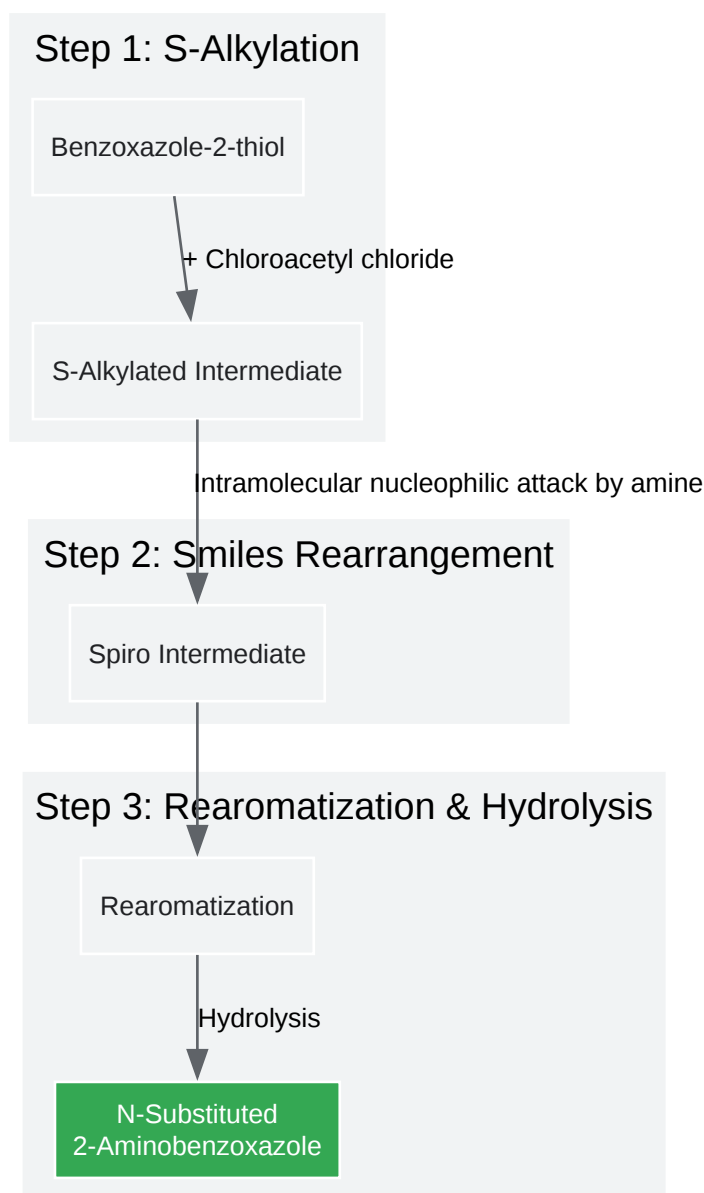 Step 1: S-Alkylation
Benzoxazole-2-thiol
+ Chloroacetyl chloride
S-Alkylated Intermediate
Intramolecular nucleophilic attack by amine
Step 2: Smiles Rearrangement
Spiro Intermediate
Step 3: Rearomatization & Hydrolysis
Rearomatization
Hydrolysis
N-Substituted
2-Aminobenzoxazole